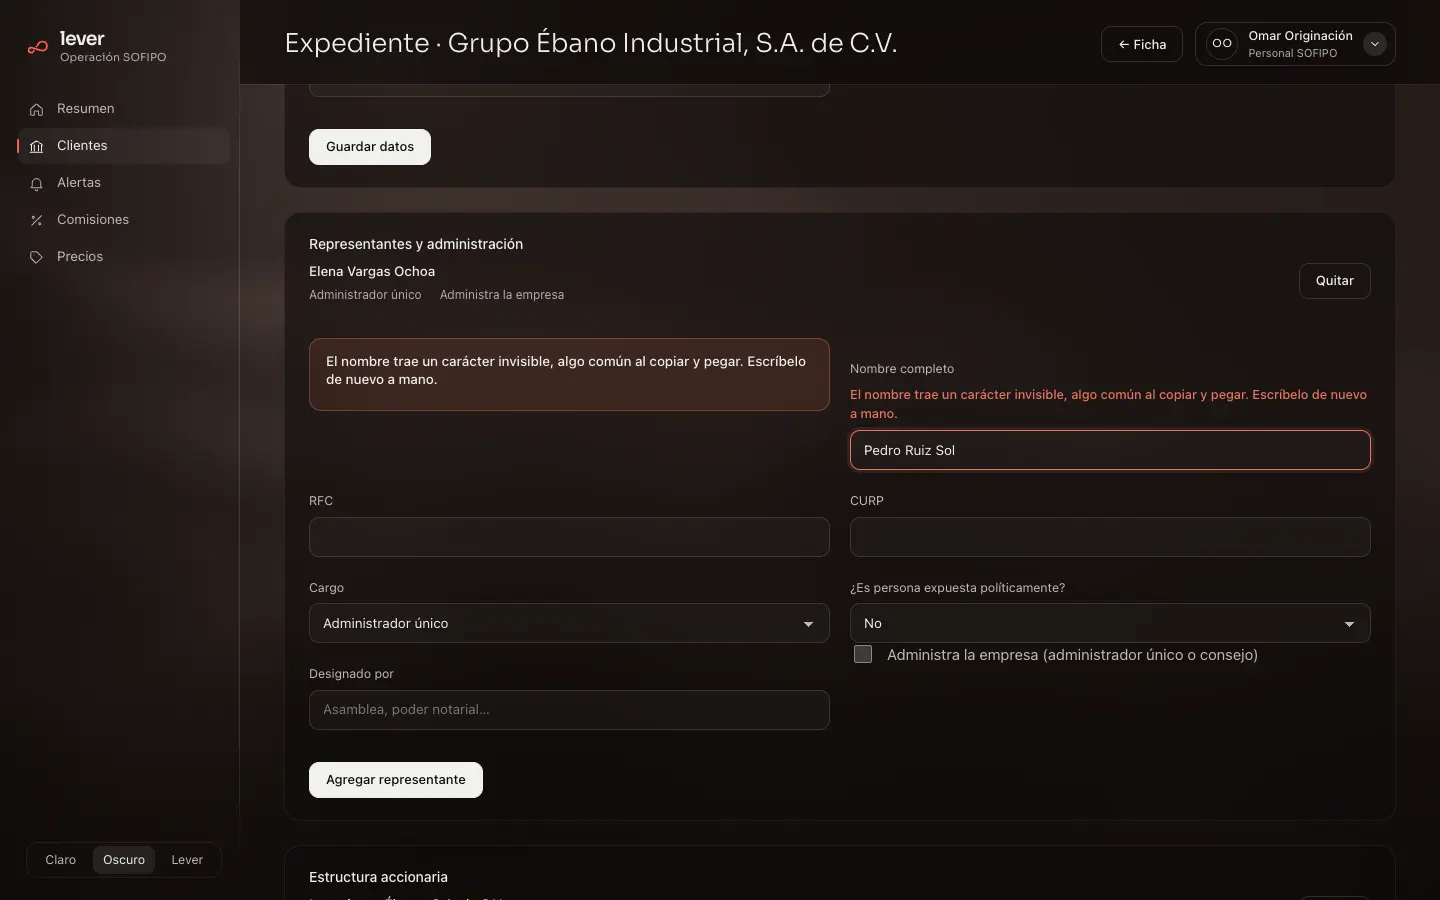 lever
Operación SOFIPO
Resumen
Clientes
Alertas
Comisiones
Precios
Claro
Oscuro
Lever
Expediente · Grupo Ébano Industrial, S.A. de C.V.
← Ficha
OO
Omar Originación
Personal SOFIPO
Guardar datos
Representantes y administración
Elena Vargas Ochoa
Administrador único
Administra la empresa
Quitar
El nombre trae un carácter invisible, algo común al copiar y pegar. Escríbelo
de nuevo a mano.
Nombre completo
El nombre trae un carácter invisible, algo común al copiar y pegar. Escríbelo de nuevo
a mano.
Pedro Ruiz Sol
RFC
CURP
Cargo
Administrador único
¿Es persona expuesta políticamente?
No
Administra la empresa (administrador único o consejo)
Designado por
Asamblea, poder notarial...
Agregar representante
Estructura accionaria